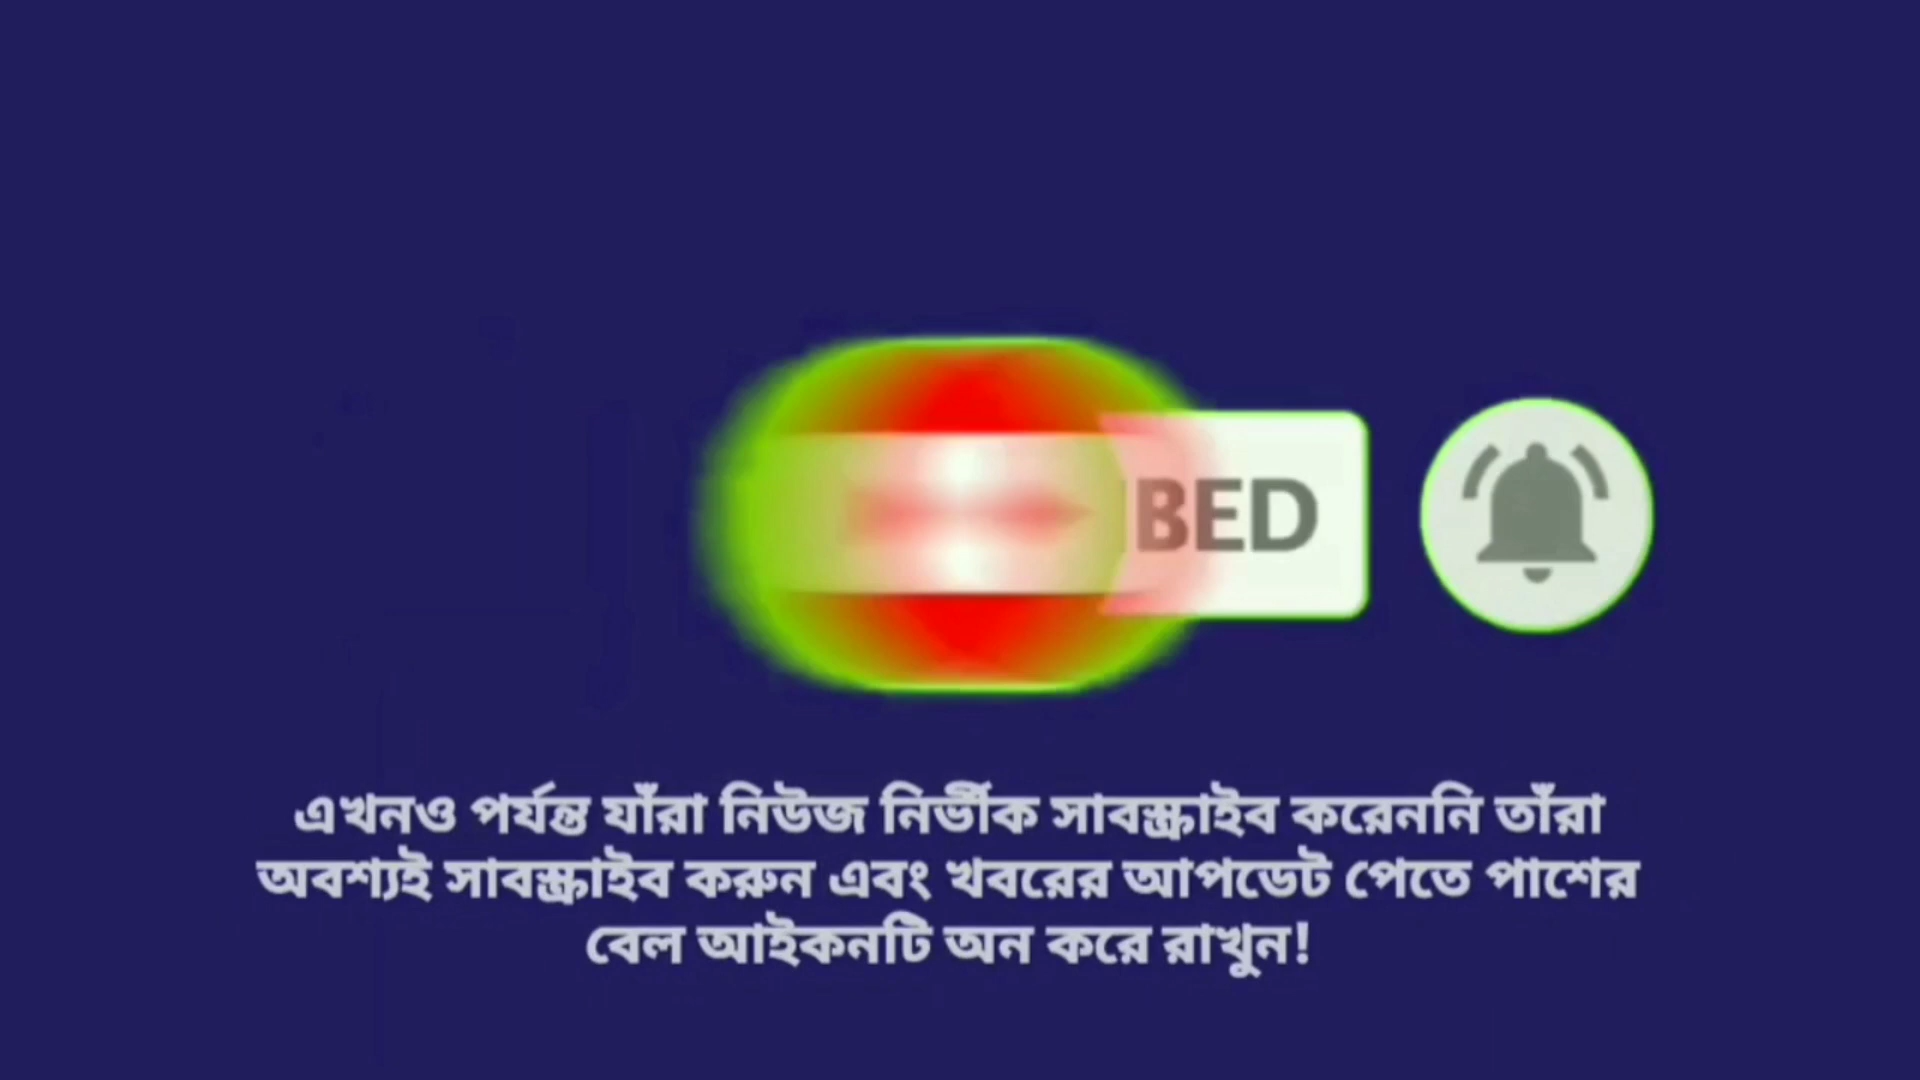 BED
এখনও পর্যন্ত যাঁরা নিউজ নির্ভীক সাবস্ক্রাইব করেননি তাঁরা
অবশ্যই সাবস্ক্রাইব করুন এবং খবরের আপডেট পেতে পাশের
বেল আইকনটি অন করে রাখুন!